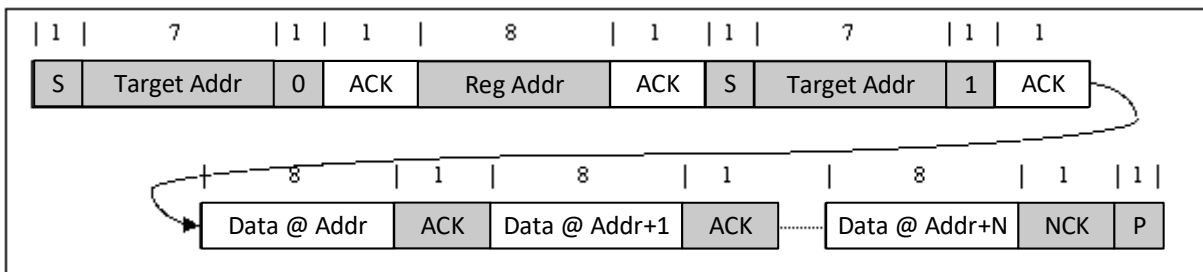 | 1 | 7 | 1 | 1 | 8 | 1 | 1 | 7 | 1 | 1
S Target Addr 0 ACK Reg Addr ACK S Target Addr 1 ACK
| 8 | 1 | 8 | 1 | 8 | 1 | 1 |
Data @ Addr ACK Data @ Addr+1 ACK Data @ Addr+N NCK P